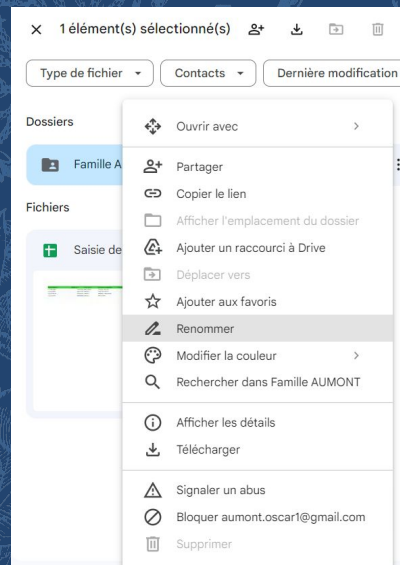 1 élément(s) sélectionné(s)
Type de fichier Contacts Dernière modification
Dossiers
Famille A
Fichiers
Saisie de
Ouvrir avec
Partager
Copier le lien
Afficher l'emplacement du dossier
Ajouter un raccourci à Drive
Déplacer vers
Ajouter aux favoris
Renommer
Modifier la couleur
Rechercher dans Famille AUMONT
Afficher les détails
Télécharger
Signaler un abus
Bloquer aumont.oscar1@gmail.com
Supprimer